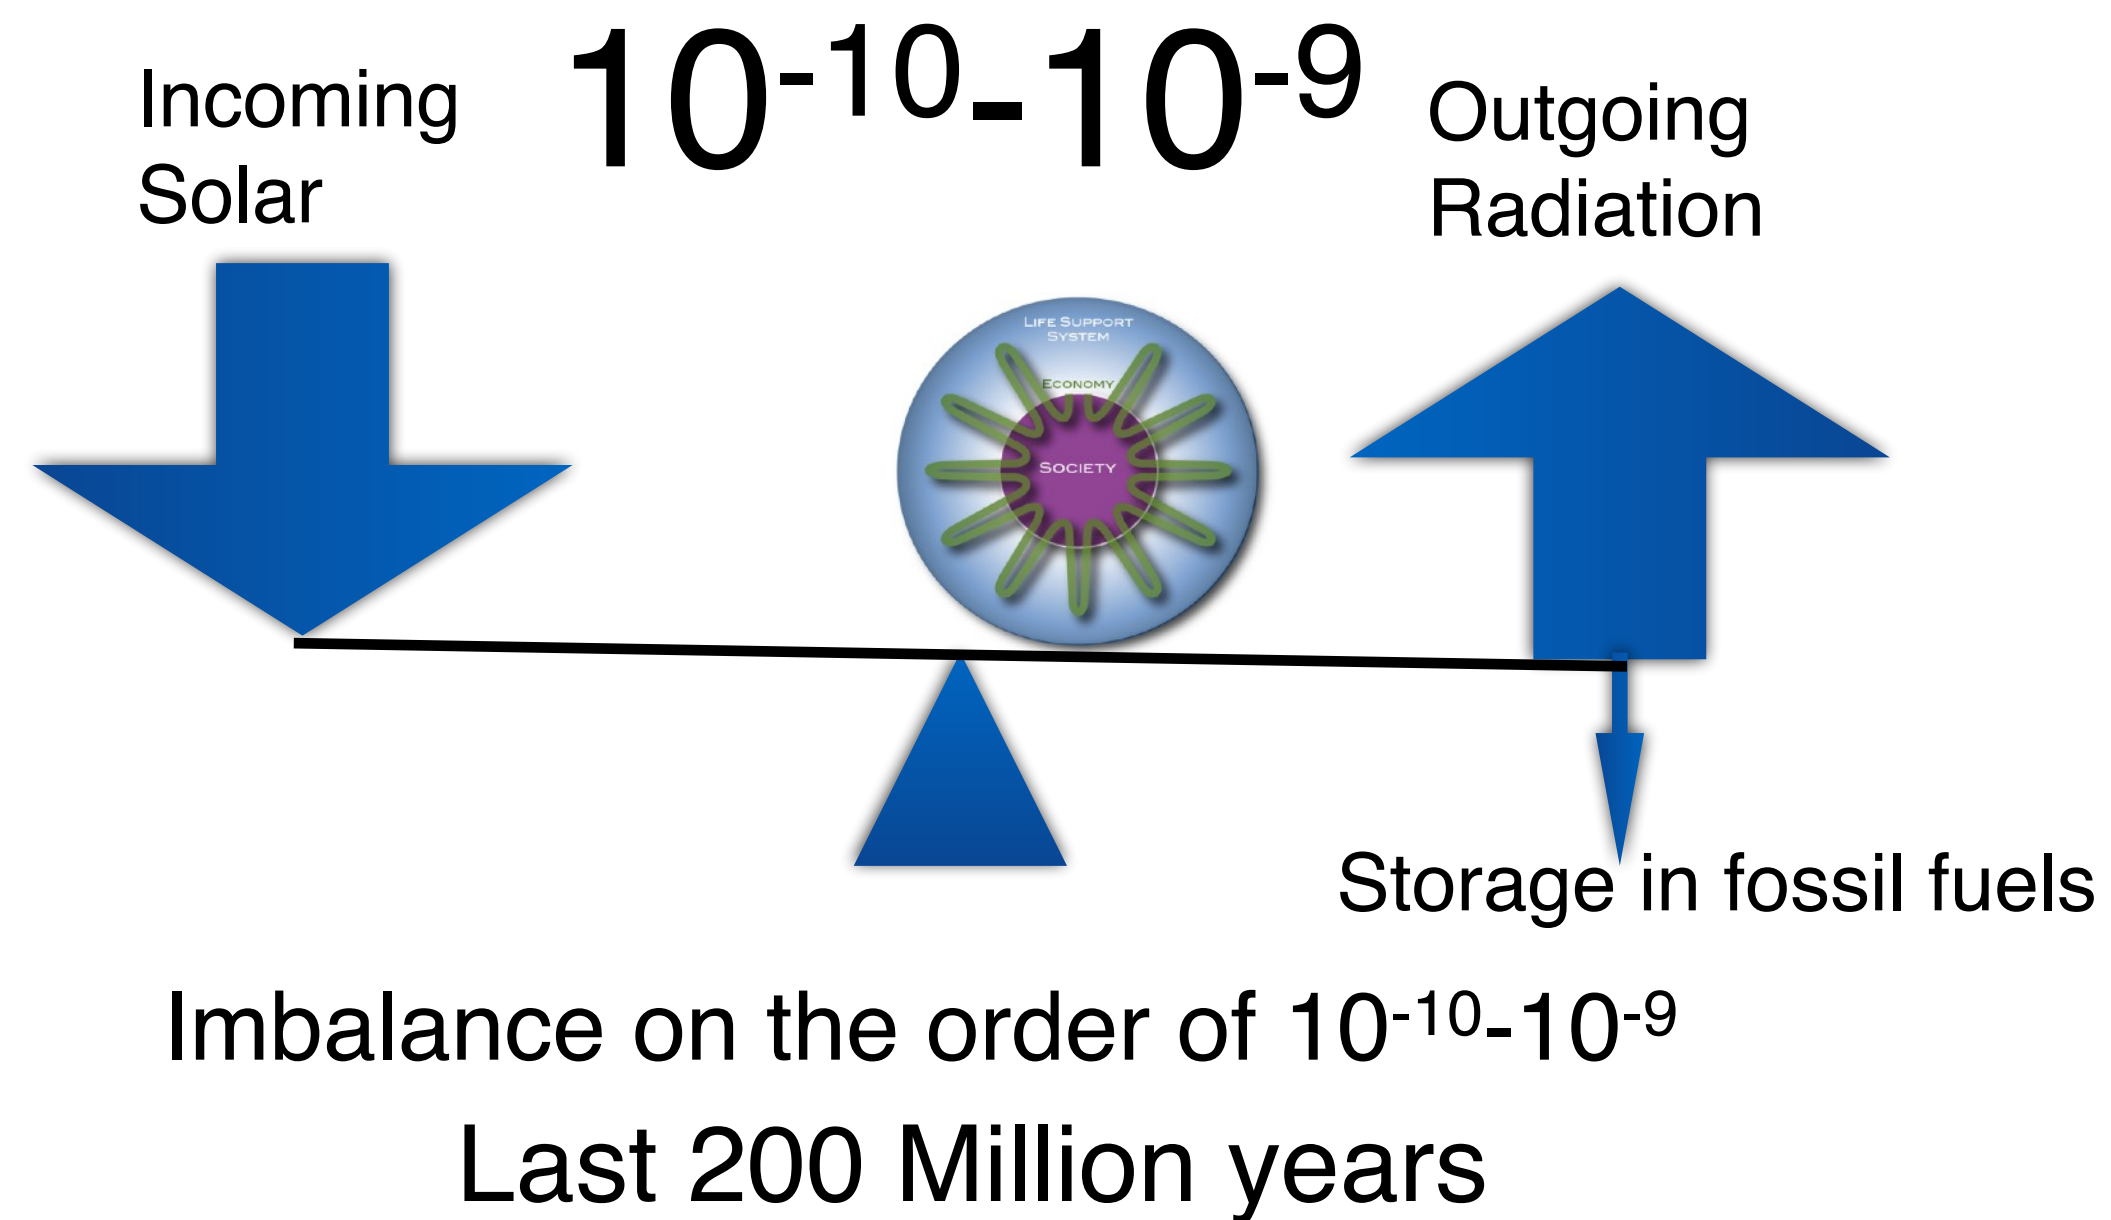 10⁻¹⁰-10⁻⁹
Incoming
Solar
Outgoing
Radiation
LIFE SUPPORT
SYSTEM
ECONOMY
SOCIETY
Storage in fossil fuels
Imbalance on the order of 10⁻¹⁰-10⁻⁹
Last 200 Million years